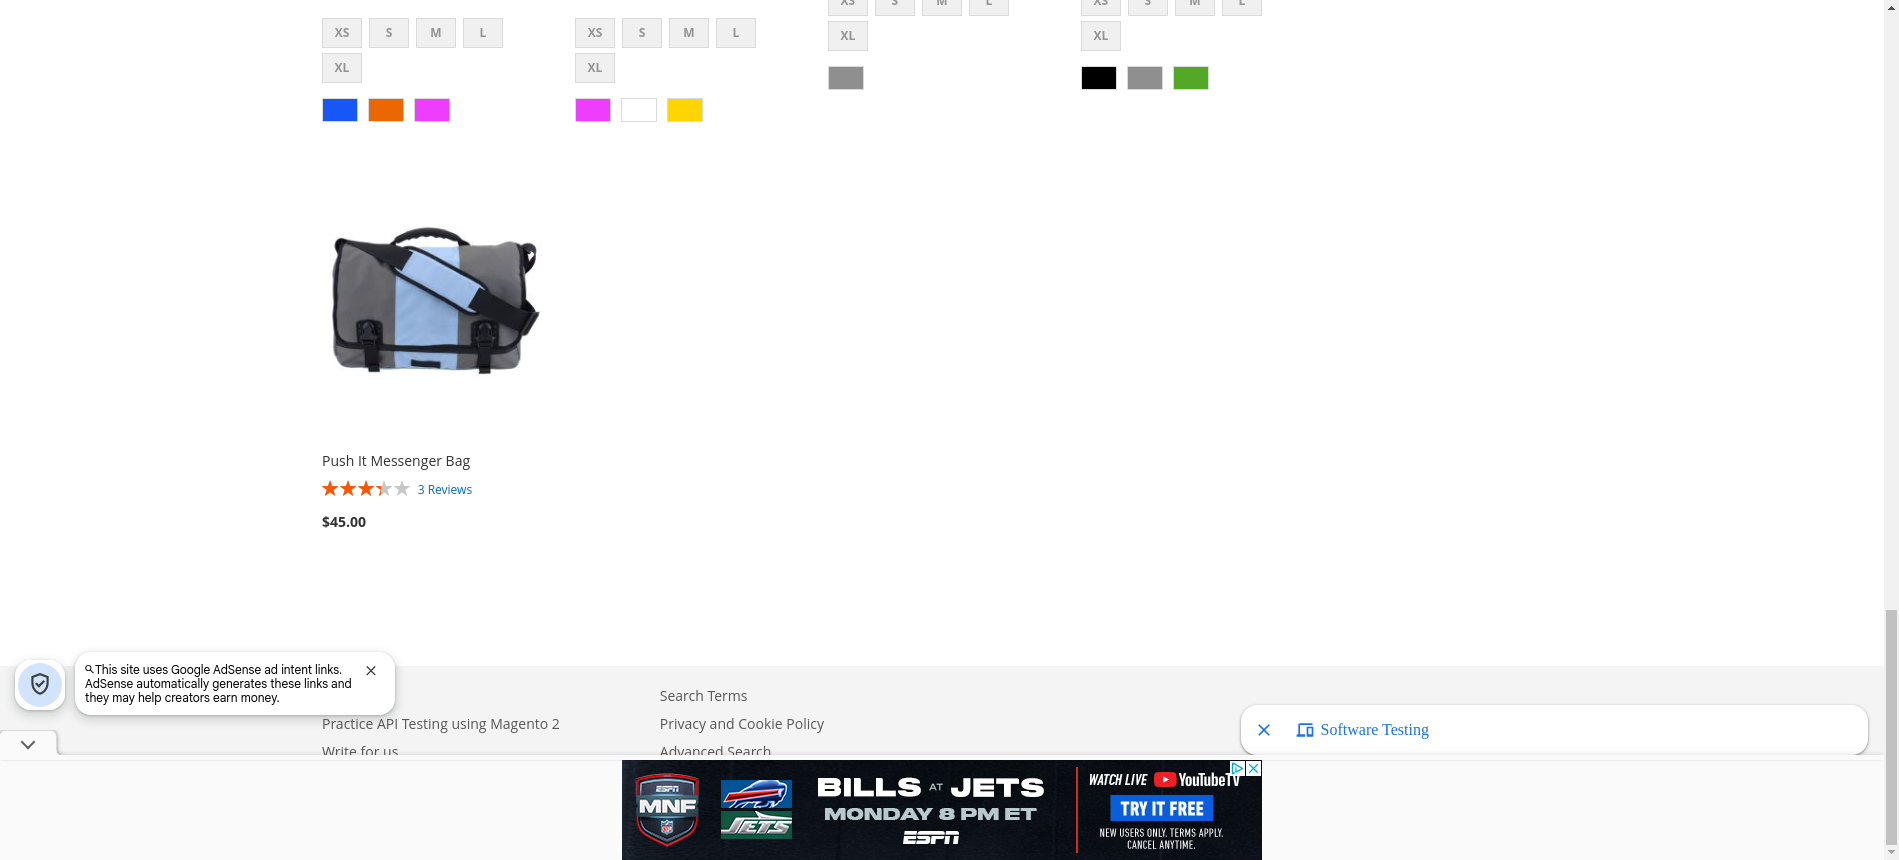 XS S M L
XS S M L
XS S M L
XS S M L
XL
XL
XL
XL
Push It Messenger Bag
3 Reviews
$45.00
This site uses Google AdSense ad intent links.
AdSense automatically generates these links and
they may help creators earn money.
Practice API Testing using Magento 2
Write for us
Search Terms
Privacy and Cookie Policy
Advanced Search
Software Testing
ESPN
MNF
NFL
JETS
BILLS AT JETS
MONDAY 8 PM ET
ESPN
WATCH LIVE YouTubeTV
TRY IT FREE
NEW USERS ONLY. TERMS APPLY.
CANCEL ANYTIME.